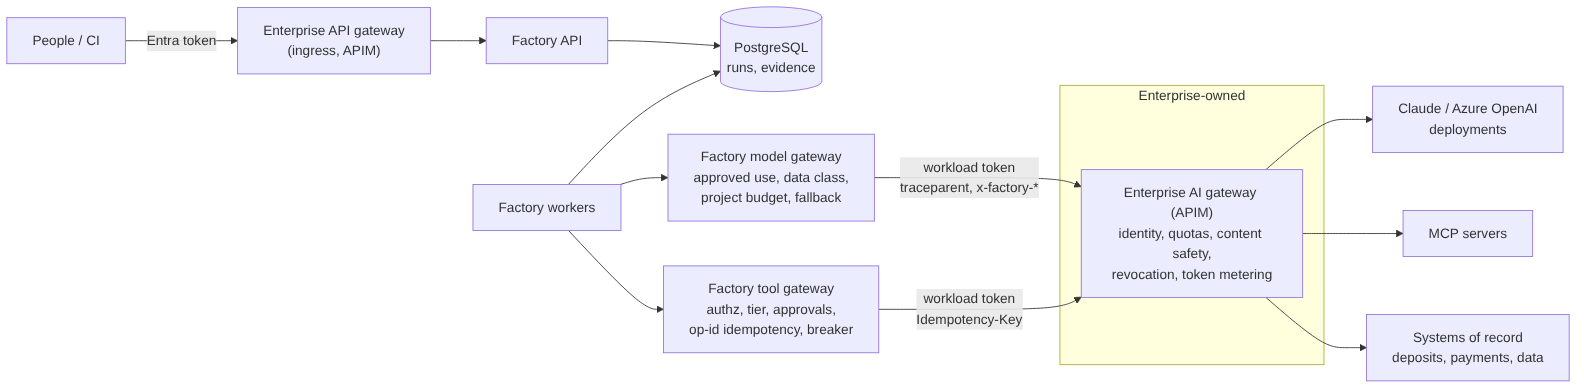 People / CI
Entra token
Enterprise API gateway
(ingress, APIM)
Factory API
PostgreSQL
runs, evidence
Factory workers
Factory model gateway
approved use, data class,
project budget, fallback
workload token
traceparent, x-factory-*
Factory tool gateway
authz, tier, approvals,
op-id idempotency, breaker
workload token
Idempotency-Key
Enterprise-owned
Enterprise AI gateway
(APIM)
identity, quotas, content
safety,
revocation, token metering
Claude / Azure OpenAI
deployments
MCP servers
Systems of record
deposits, payments, data